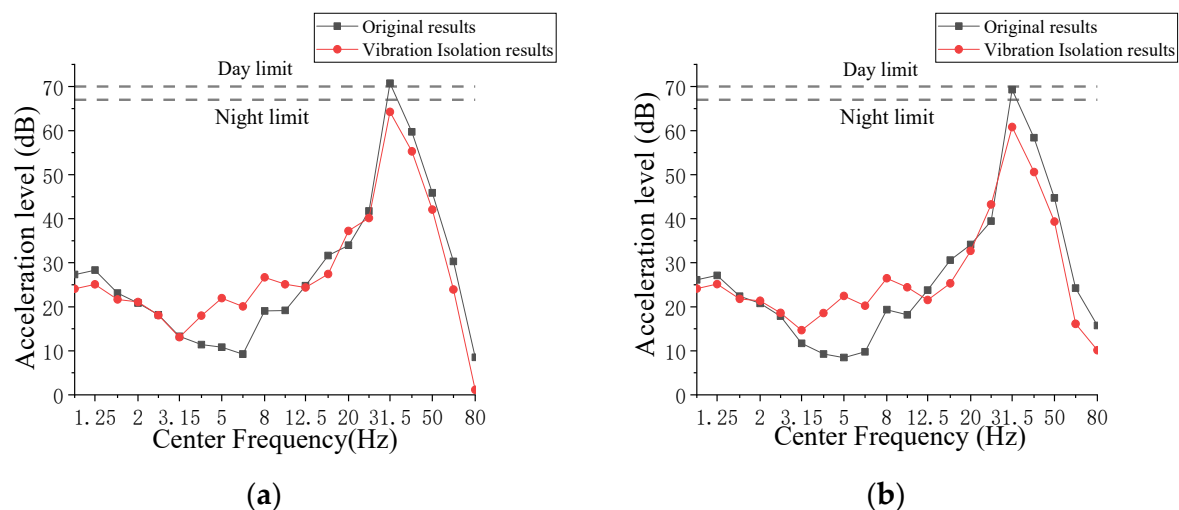 Original results
Vibration Isolation results
Day limit
Night limit
Acceleration level (dB)
70
60
50
40
30
20
10
0
1.25 2 3.15 5 8 12.5 20 31.5 50 80
Center Frequency(Hz)
(a)
Original results
Vibration Isolation results
Day limit
Night limit
Acceleration level (dB)
70
60
50
40
30
20
10
0
1.25 2 3.15 5 8 12.5 20 31.5 50 80
Center Frequency (Hz)
(b)